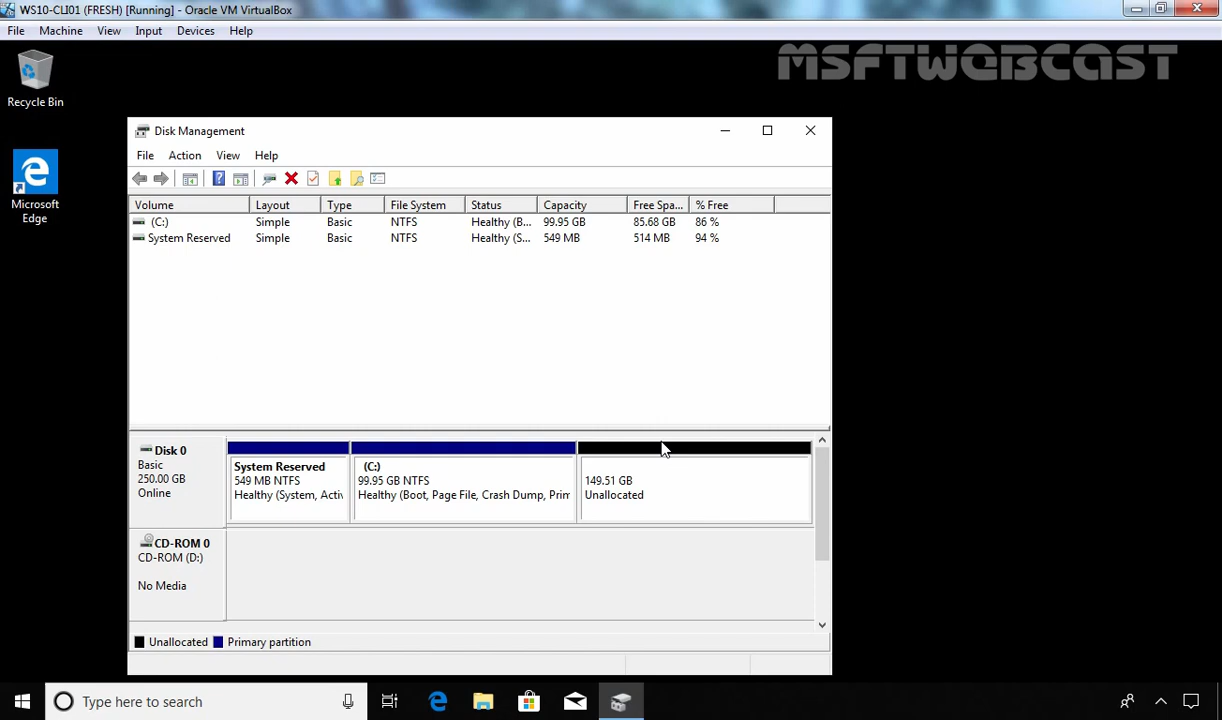 WS10-CLI01 (FRESH) [Running] - Oracle VM VirtualBox
File Machine View Input Devices Help
MSFTWEBCAST
Recycle Bin
Microsoft
Edge
Disk Management
File Action View Help
Volume Layout Type File System Status Capacity Free Spa... % Free
(C:) Simple Basic NTFS Healthy (B... 99.95 GB 85.68 GB 86 %
System Reserved Simple Basic NTFS Healthy (S... 549 MB 514 MB 94 %
Disk 0
Basic
250.00 GB
Online
System Reserved
549 MB NTFS
Healthy (System, Activ
(C:)
99.95 GB NTFS
Healthy (Boot, Page File, Crash Dump, Prim
149.51 GB
Unallocated
CD-ROM 0
CD-ROM (D:)
No Media
Unallocated Primary partition
Type here to search